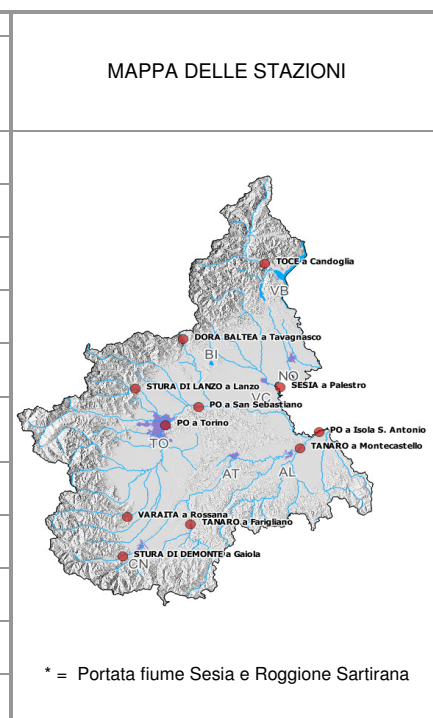 MAPPA DELLE STAZIONI
TOCE a Candoglia
VB
DORA BALTEA a Tavagnasco
BI
NO
STURA DI LANZO a Lanzo
VC
SESIA a Palestro
PO a San Sebastiano
PO a Torino
TO
PO a Isola S. Antonio
TANARO a Montecastello
AT
AL
VARAITA a Rossana
TANARO a Farigliano
STURA DI DEMONTE a Gaiola
CN
* = Portata fiume Sesia e Roggione Sartirana